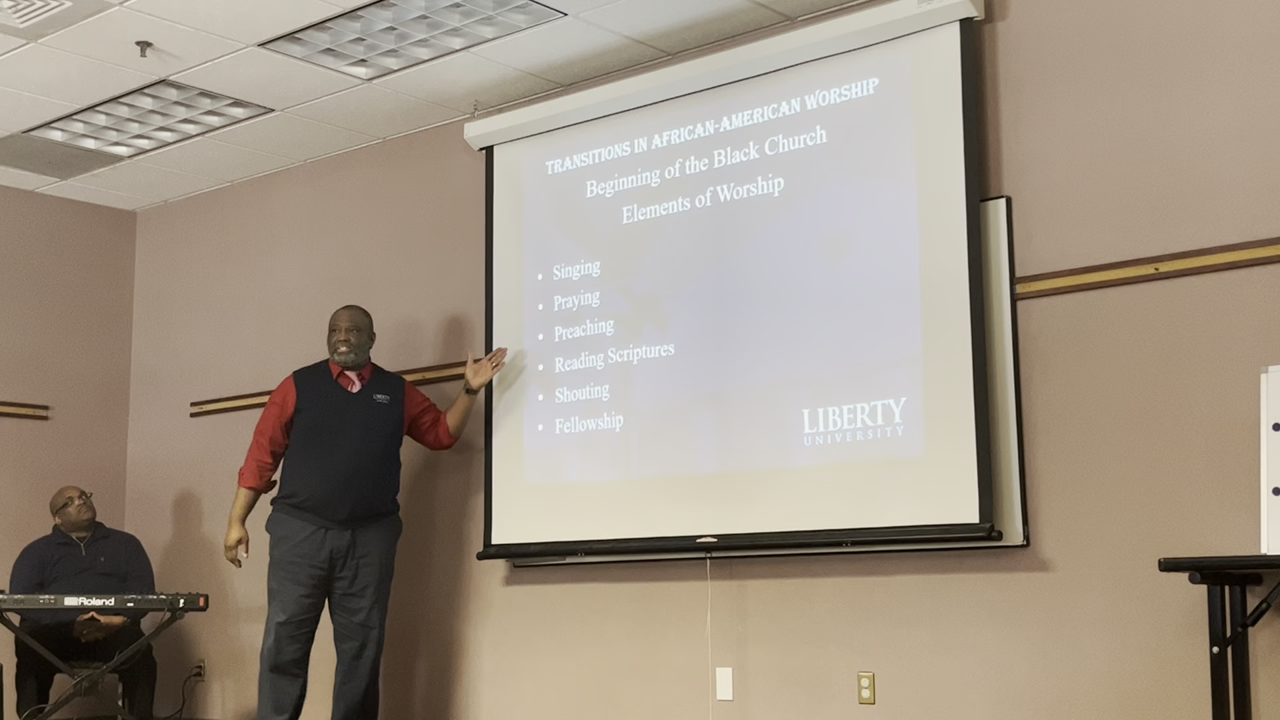 TRANSITIONS IN AFRICAN-AMERICAN WORSHIP
Beginning of the Black Church
Elements of Worship
• Singing
• Praying
• Preaching
• Reading Scriptures
• Shouting
• Fellowship
LIBERTY
UNIVERSITY
LIBERTY
Roland